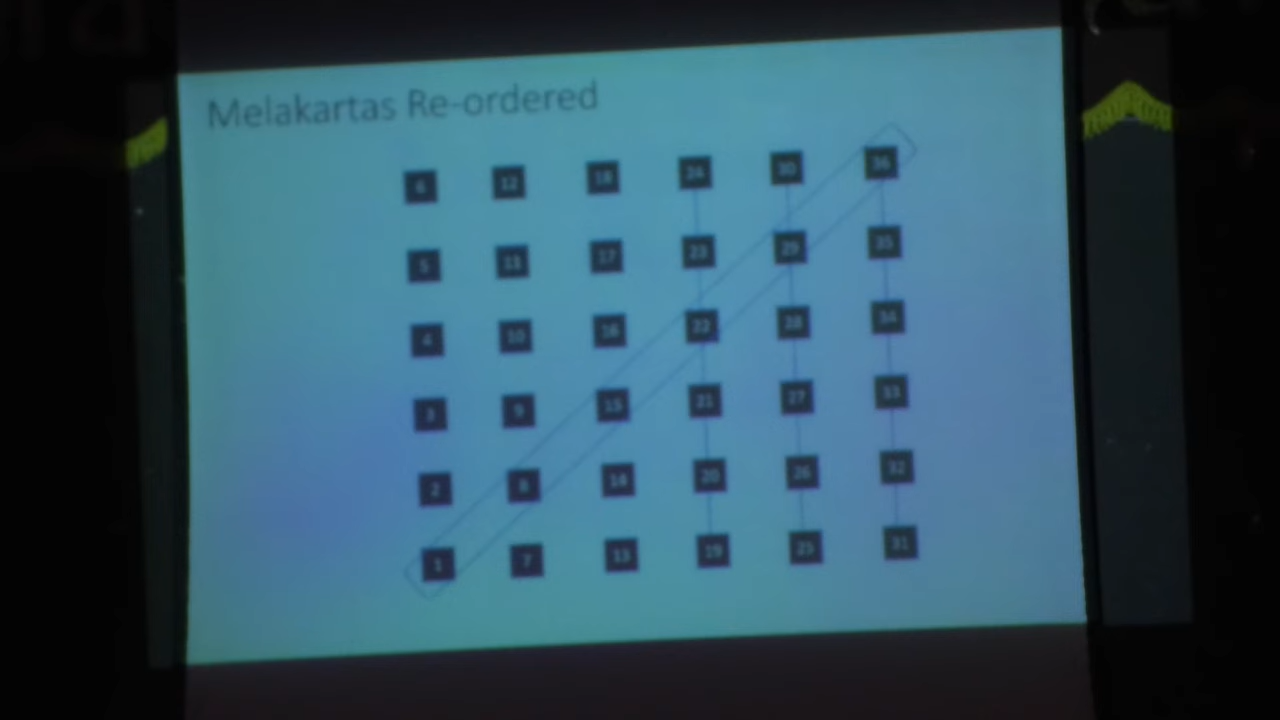 Melakartas Re-ordered
6 12 18 24 30 36
5 11 17 23 29 35
4 10 16 22 28 34
3 9 15 21 27 33
2 8 14 20 26 32
1 7 13 19 25 31